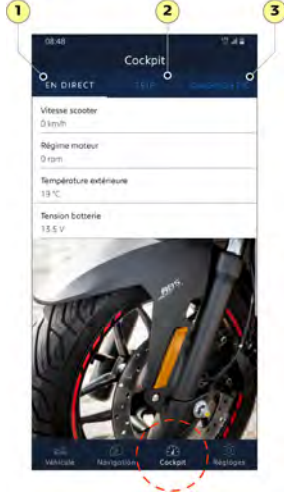 1 2 3
08:48
Cockpit
EN DIRECT TRIP
Vitesse scooter
0 km/h
Régime moteur
0 rpm
Température extérieure
19 °C
Tension batterie
13.5 V
ABS
Véhicule Navigation Cockpit Réglages